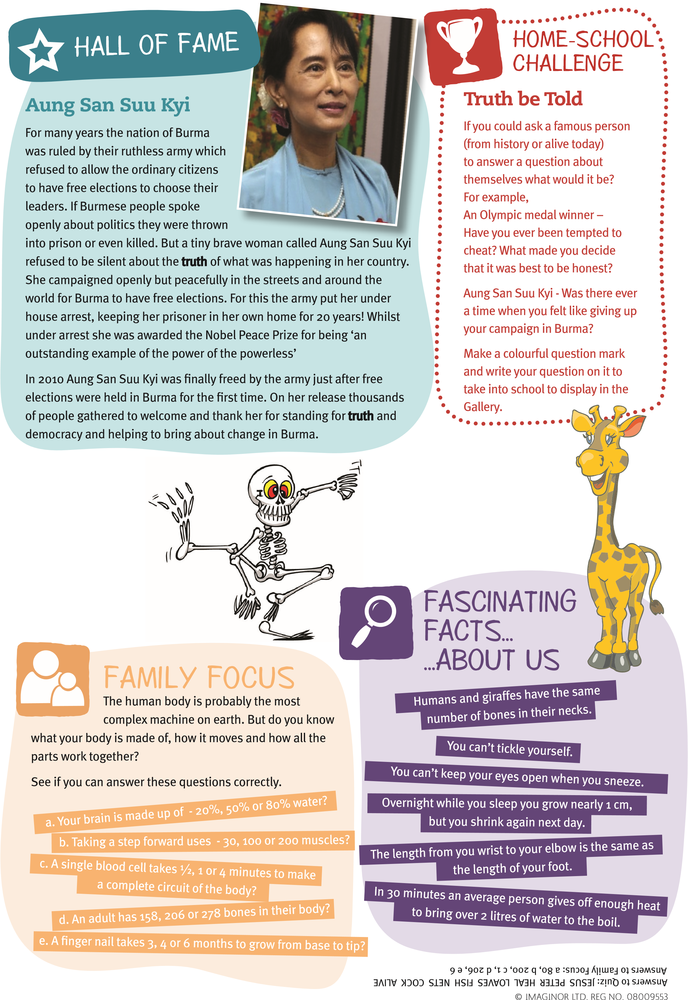 HALL OF FAME
Aung San Suu Kyi
For many years the nation of Burma
was ruled by their ruthless army which
refused to allow the ordinary citizens
to have free elections to choose their
leaders. If Burmese people spoke
openly about politics they were thrown
into prison or even killed. But a tiny brave woman called Aung San Suu Kyi
refused to be silent about the truth of what was happening in her country.
She campaigned openly but peacefully in the streets and around the
world for Burma to have free elections. For this the army put her under
house arrest, keeping her prisoner in her own home for 20 years! Whilst
under arrest she was awarded the Nobel Peace Prize for being ‘an
outstanding example of the power of the powerless’
In 2010 Aung San Suu Kyi was finally freed by the army just after free
elections were held in Burma for the first time. On her release thousands
of people gathered to welcome and thank her for standing for truth and
democracy and helping to bring about change in Burma.
HOME-SCHOOL
CHALLENGE
Truth be Told
If you could ask a famous person
(from history or alive today)
to answer a question about
themselves what would it be?
For example,
An Olympic medal winner –
Have you ever been tempted to
cheat? What made you decide
that it was best to be honest?
Aung San Suu Kyi - Was there ever
a time when you felt like giving up
your campaign in Burma?
Make a colourful question mark
and write your question on it to
take into school to display in the
Gallery.
FAMILY FOCUS
The human body is probably the most
complex machine on earth. But do you know
what your body is made of, how it moves and how all the
parts work together?
See if you can answer these questions correctly.
a. Your brain is made up of - 20%, 50% or 80% water?
b. Taking a step forward uses - 30, 100 or 200 muscles?
c. A single blood cell takes ½, 1 or 4 minutes to make
a complete circuit of the body?
d. An adult has 158, 206 or 278 bones in their body?
e. A finger nail takes 3, 4 or 6 months to grow from base to tip?
FASCINATING
FACTS...
...ABOUT US
Humans and giraffes have the same
number of bones in their necks.
You can’t tickle yourself.
You can’t keep your eyes open when you sneeze.
Overnight while you sleep you grow nearly 1 cm,
but you shrink again next day.
The length from you wrist to your elbow is the same as
the length of your foot.
In 30 minutes an average person gives off enough heat
to bring over 2 litres of water to the boil.
Answers to Quiz: JESUS PETER HEAL LOAVES FISH NETS COCK ALIVE
Answers to Family Focus: a 80, b 200, c 1, d 206, e 6
© IMAGINOR LTD. REG NO. 08009553